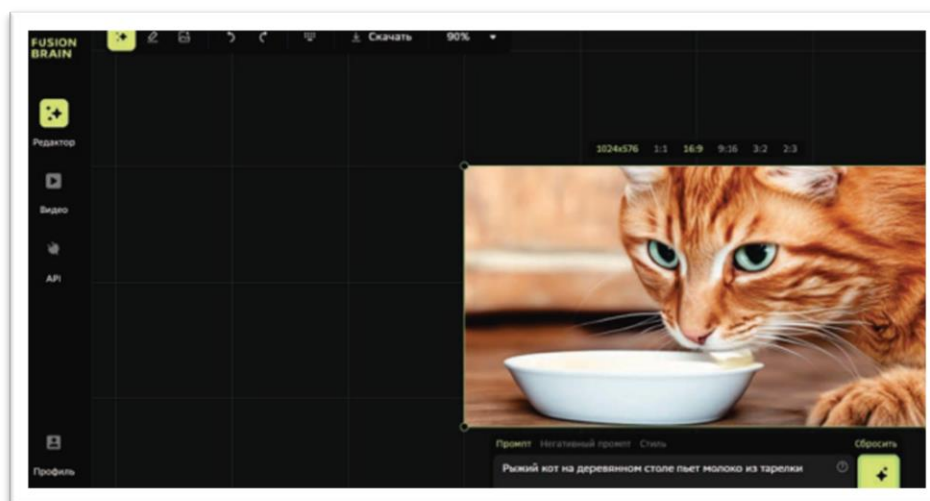 FUSION
BRAIN
Скачать 90%
Редактор
Видео
API
Профиль
1024x576 1:1 16:9 9:16 3:2 2:3
Промпт Негативный промпт Стиль Сбросить
Рыжий кот на деревянном столе пьет молоко из тарелки